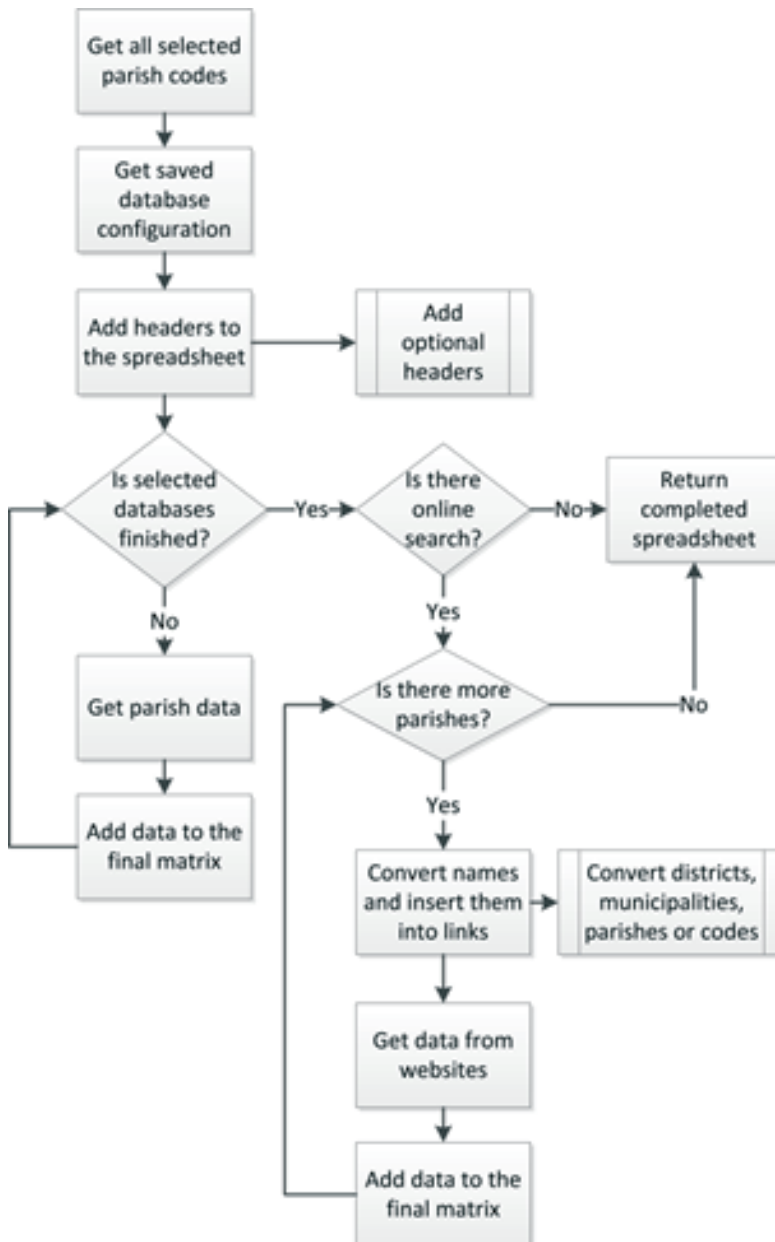 Get all selected
parish codes
Get saved
database
configuration
Add headers to
the spreadsheet
Add
optional
headers
Is selected
databases
finished?
Yes
Is there
online
search?
No
Return
completed
spreadsheet
No
Yes
Get parish data
Is there more
parishes?
No
Add data to the
final matrix
Yes
Convert names
and insert them
into links
Convert districts,
municipalities,
parishes or codes
Get data from
websites
Add data to the
final matrix